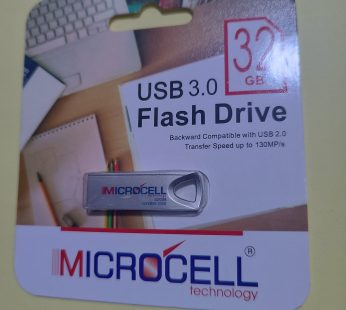 32
GB
USB 3.0
Flash Drive
Backward Compatible with USB 2.0
Transfer Speed up to 130MP/s
MICROCELL
MICROCELL®
technology